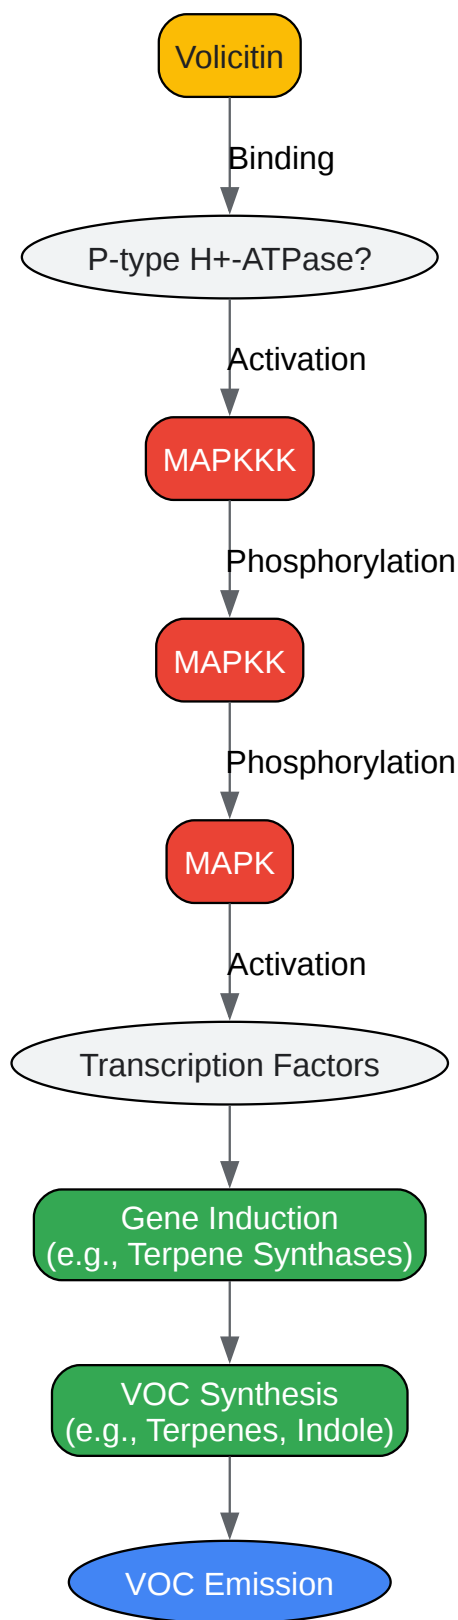 Volicitin
Binding
P-type H+-ATPase?
Activation
MAPKKK
Phosphorylation
MAPKK
Phosphorylation
MAPK
Activation
Transcription Factors
Gene Induction
(e.g., Terpene Synthases)
VOC Synthesis
(e.g., Terpenes, Indole)
VOC Emission